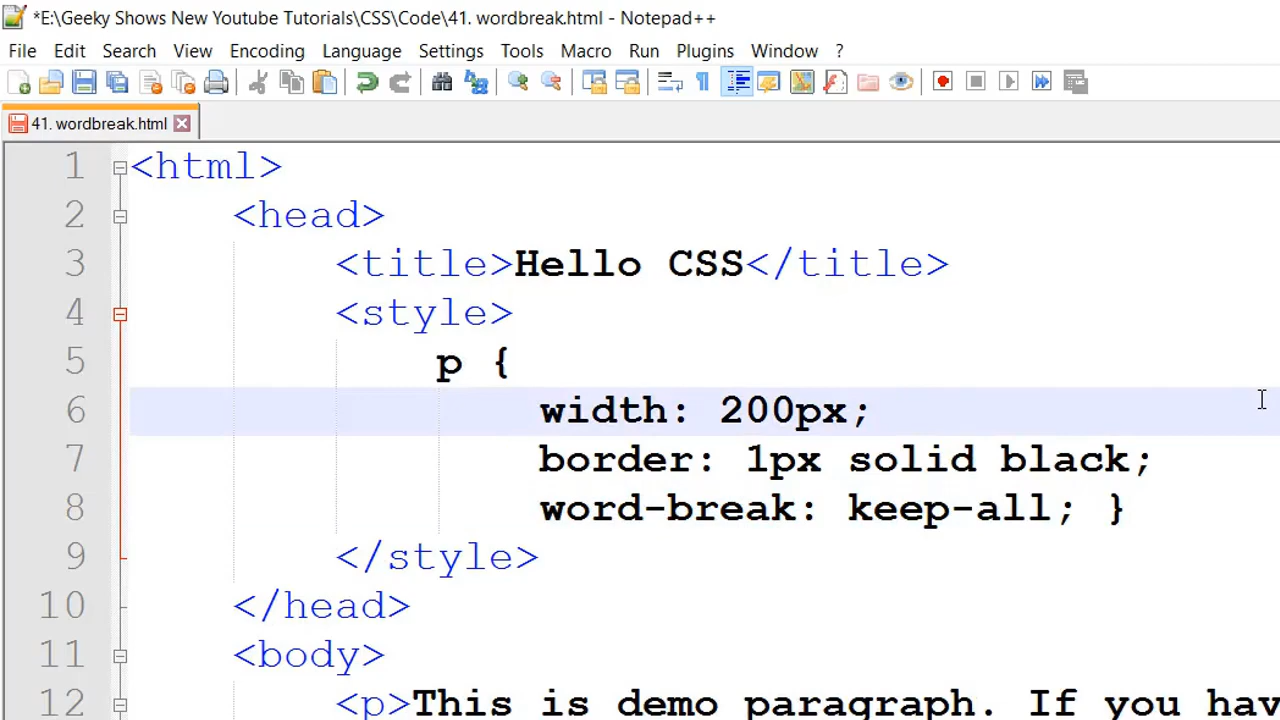 *E:\Geeky Shows New Youtube Tutorials\CSS\Code\41. wordbreak.html - Notepad++
File Edit Search View Encoding Language Settings Tools Macro Run Plugins Window ?
41. wordbreak.html
1 <html>
2 <head>
3 <title>Hello CSS</title>
4 <style>
5 p {
6 width: 200px;
7 border: 1px solid black;
8 word-break: keep-all; }
9 </style>
10 </head>
11 <body>
12 <p>This is demo paragraph. If you hav